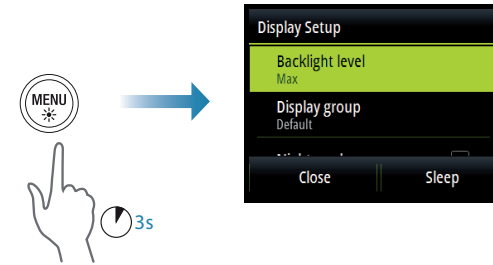 Display Setup
Backlight level
Max
Display group
Default
Close
Sleep
MENU
3s